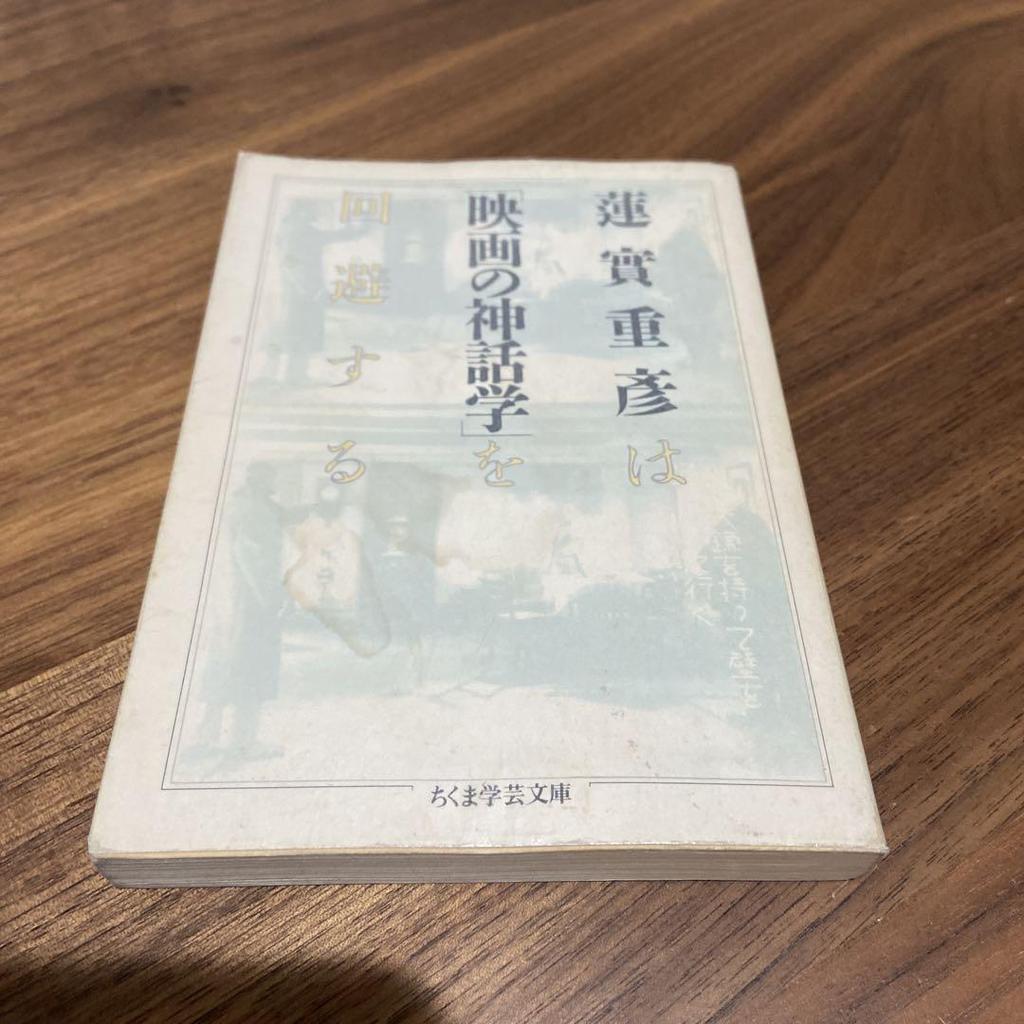 蓮實重彥は
「映画の神話学」を
回避する
ちくま学芸文庫